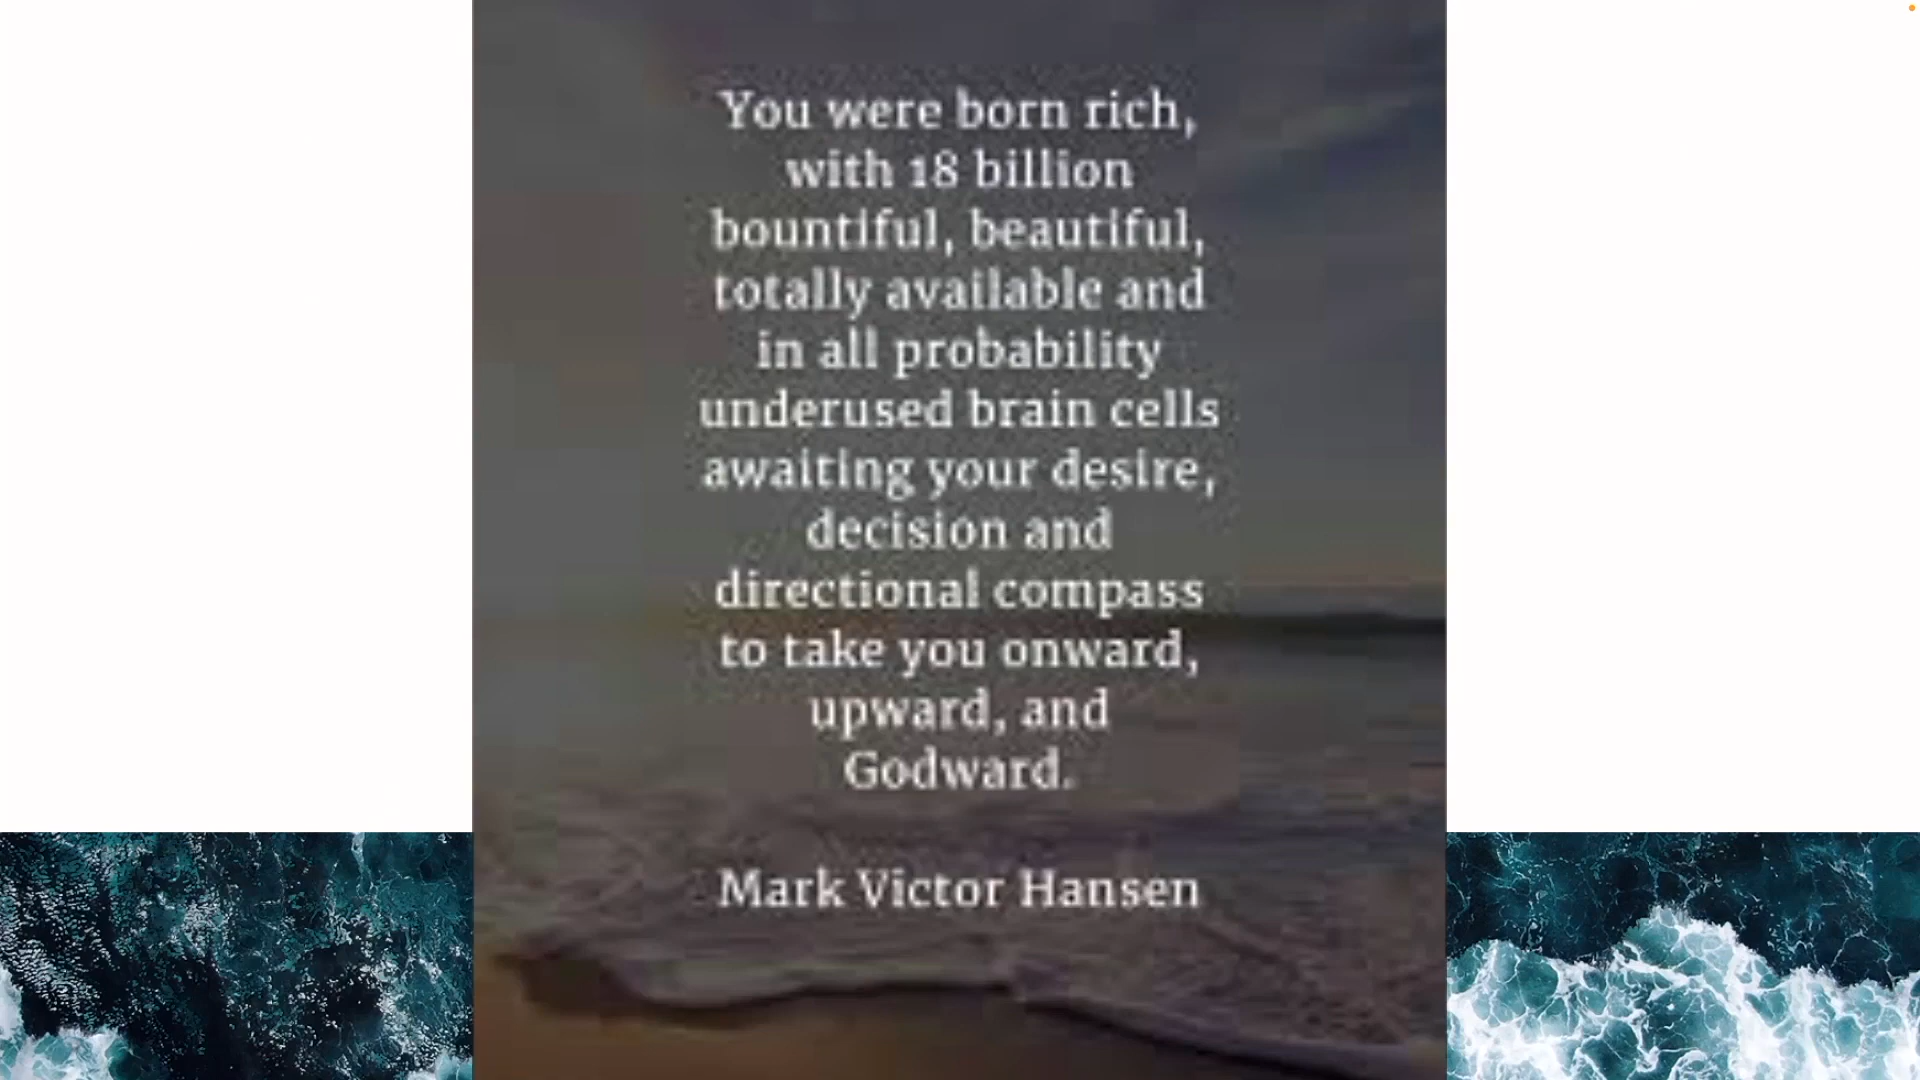 You were born rich,
with 18 billion
bountiful, beautiful,
totally available and
in all probability
underused brain cells
awaiting your desire,
decision and
directional compass
to take you onward,
upward, and
Godward.
Mark Victor Hansen